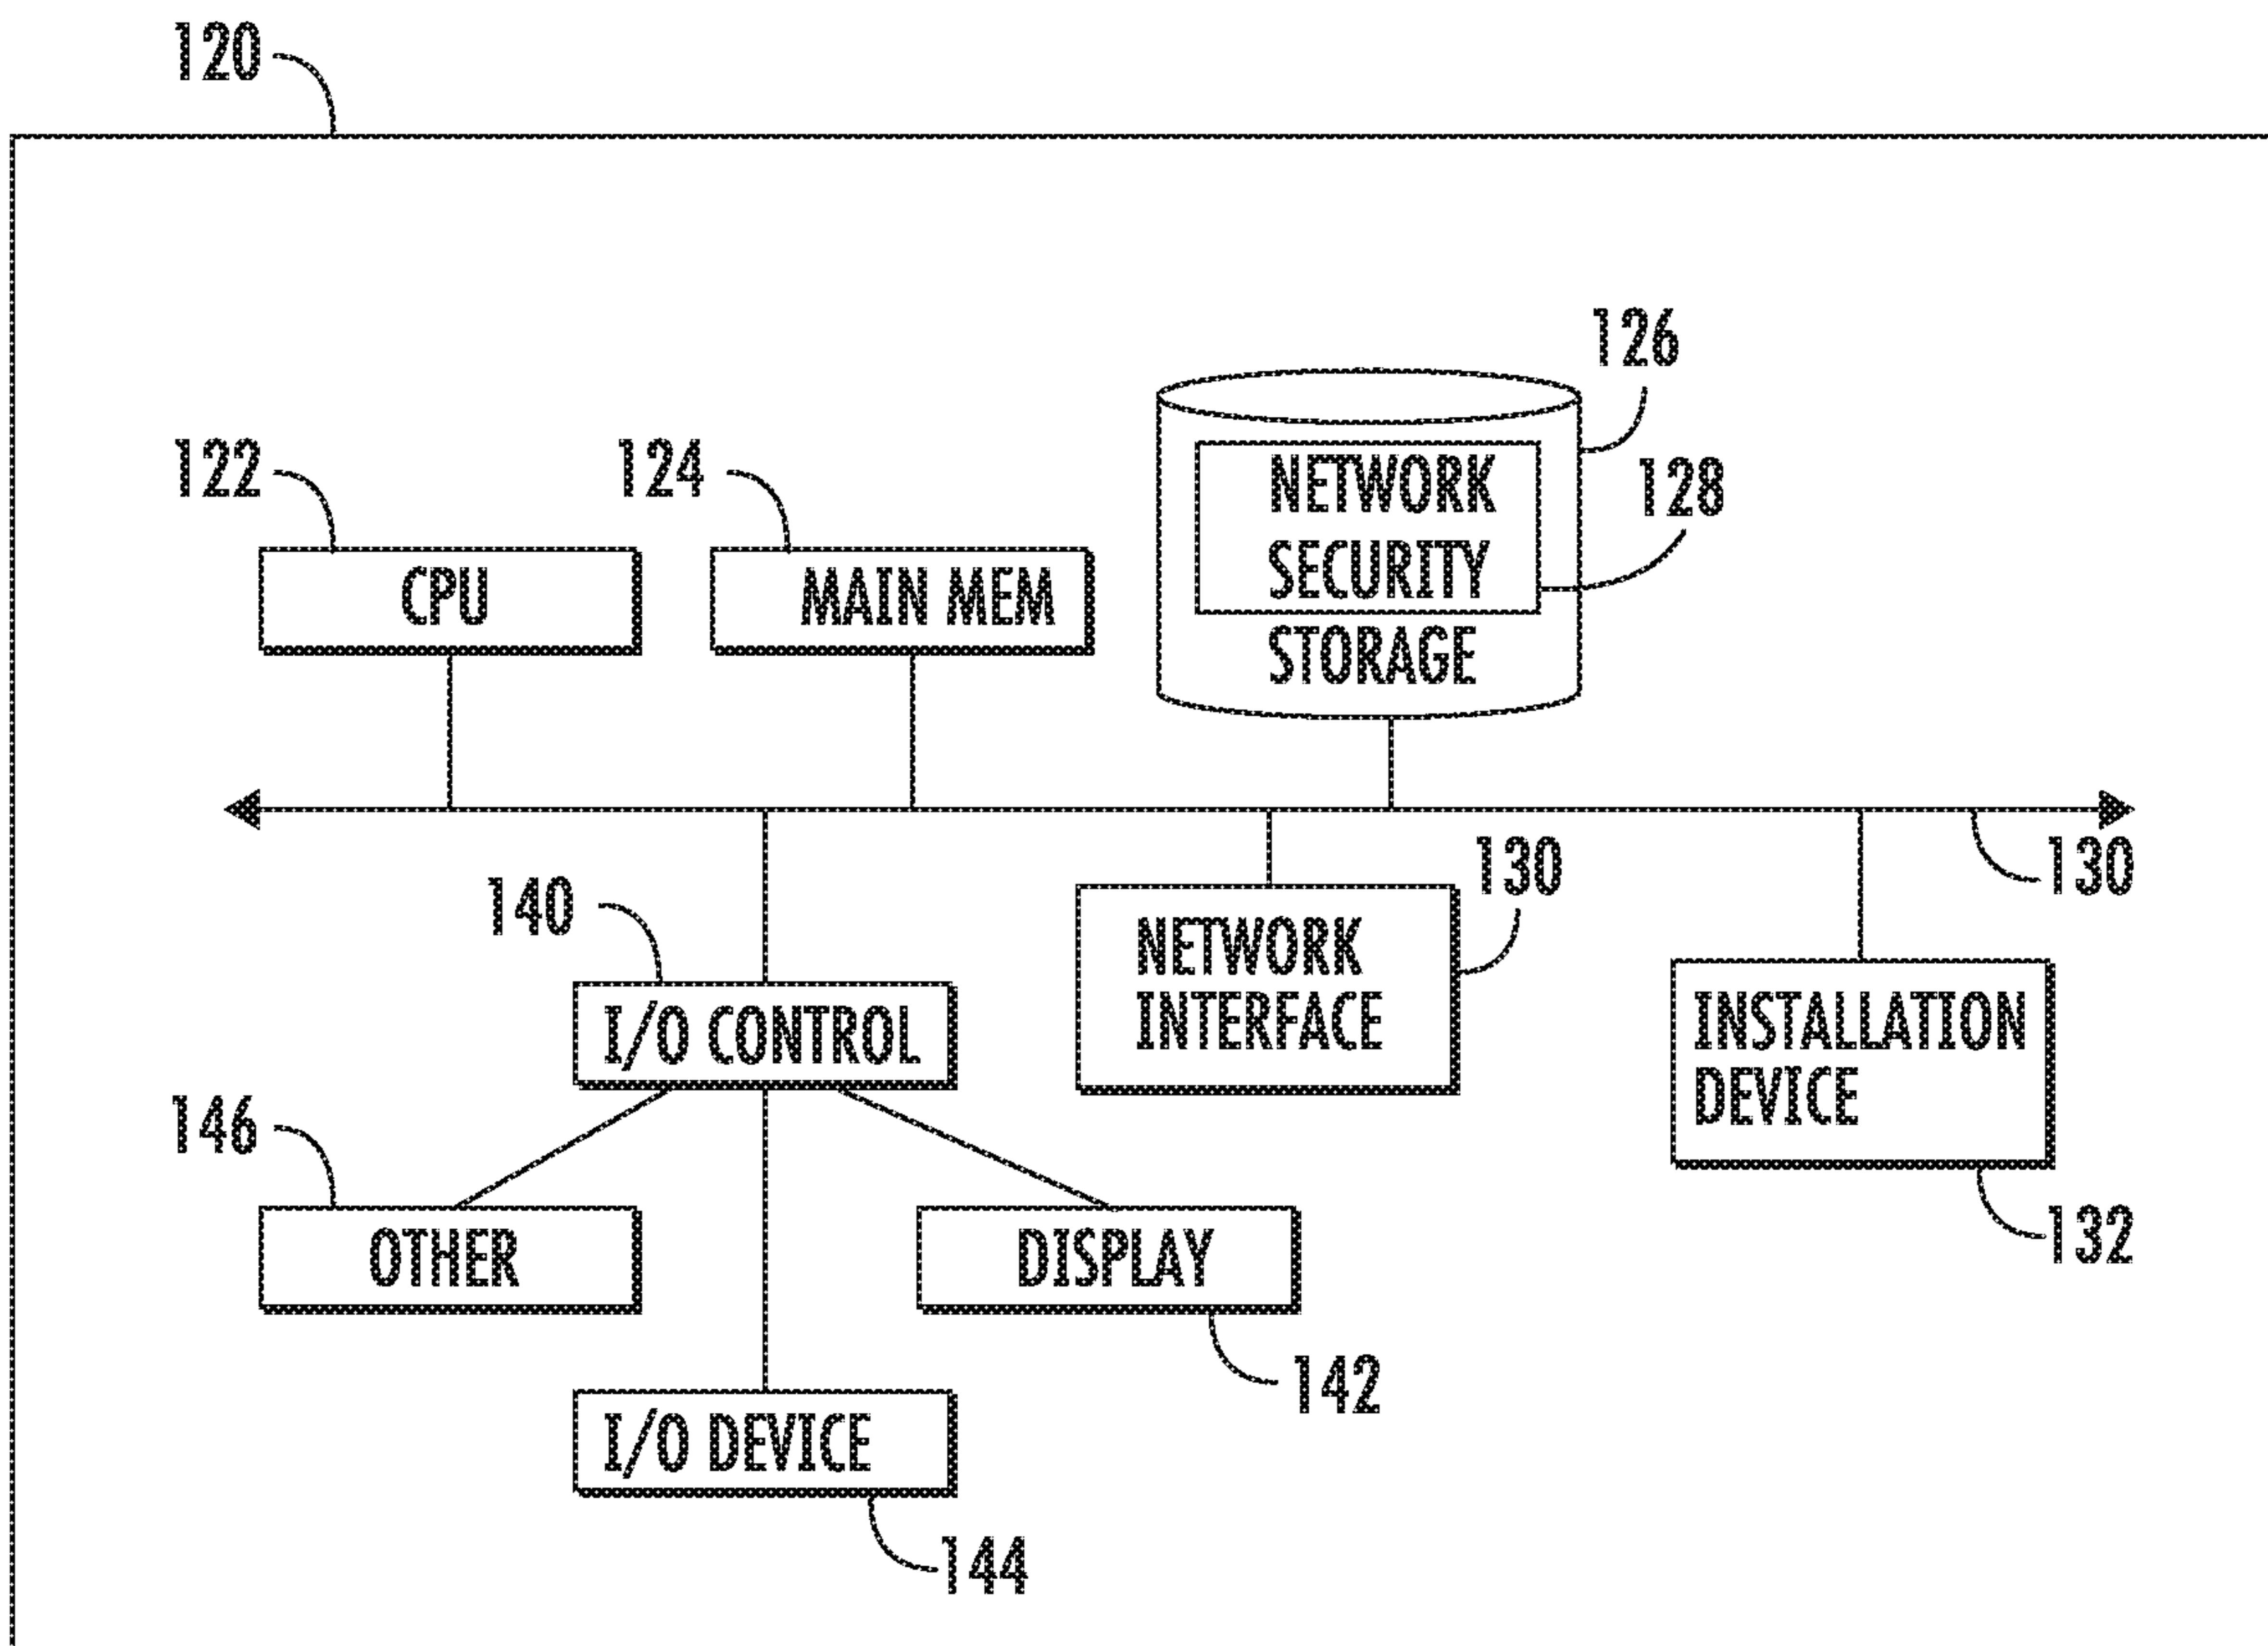 120
126
122
124
NETWORK
SECURITY
STORAGE
128
CPU
MAIN MEM
130
130
140
NETWORK
INTERFACE
I/O CONTROL
INSTALLATION
DEVICE
146
OTHER
DISPLAY
132
142
I/O DEVICE
144